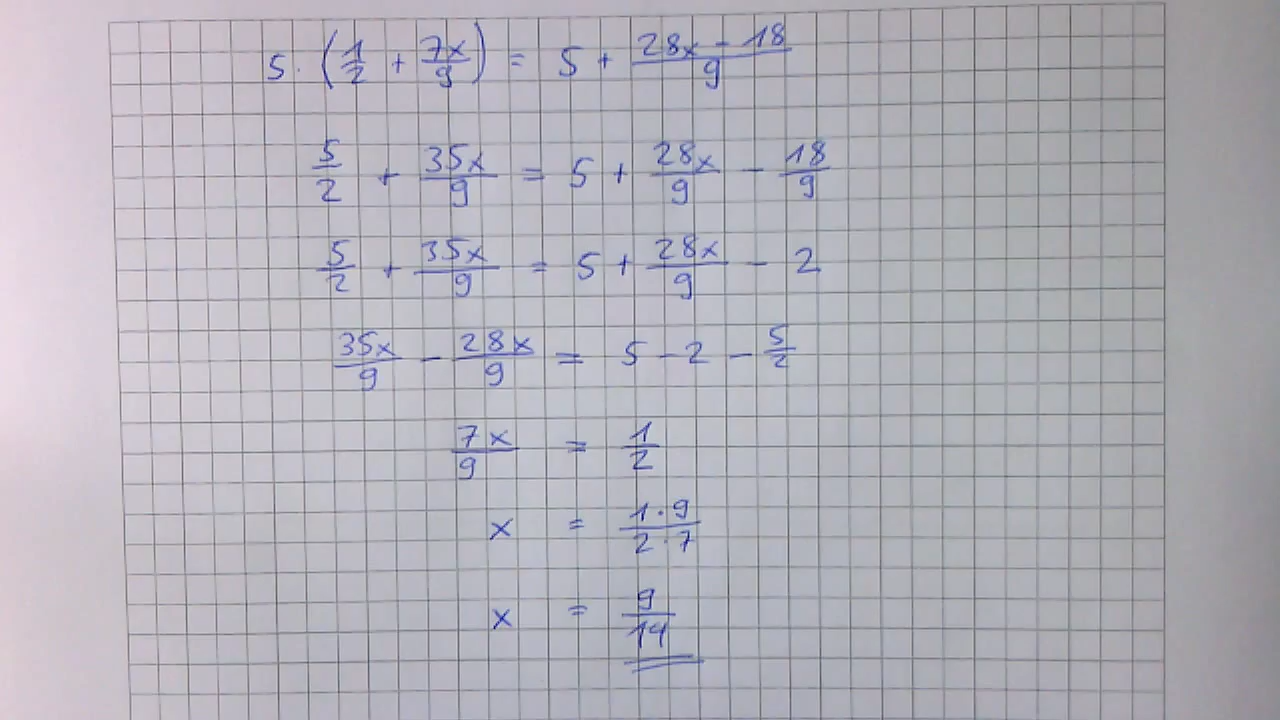 5 · (1/2 + 7x/9) = 5 + (28x - 18)/9
5/2 + 35x/9 = 5 + 28x/9 - 18/9
5/2 + 35x/9 = 5 + 28x/9 - 2
35x/9 - 28x/9 = 5 - 2 - 5/2
7x/9 = 1/2
x = (1 · 9)/(2 · 7)
x = 9/14